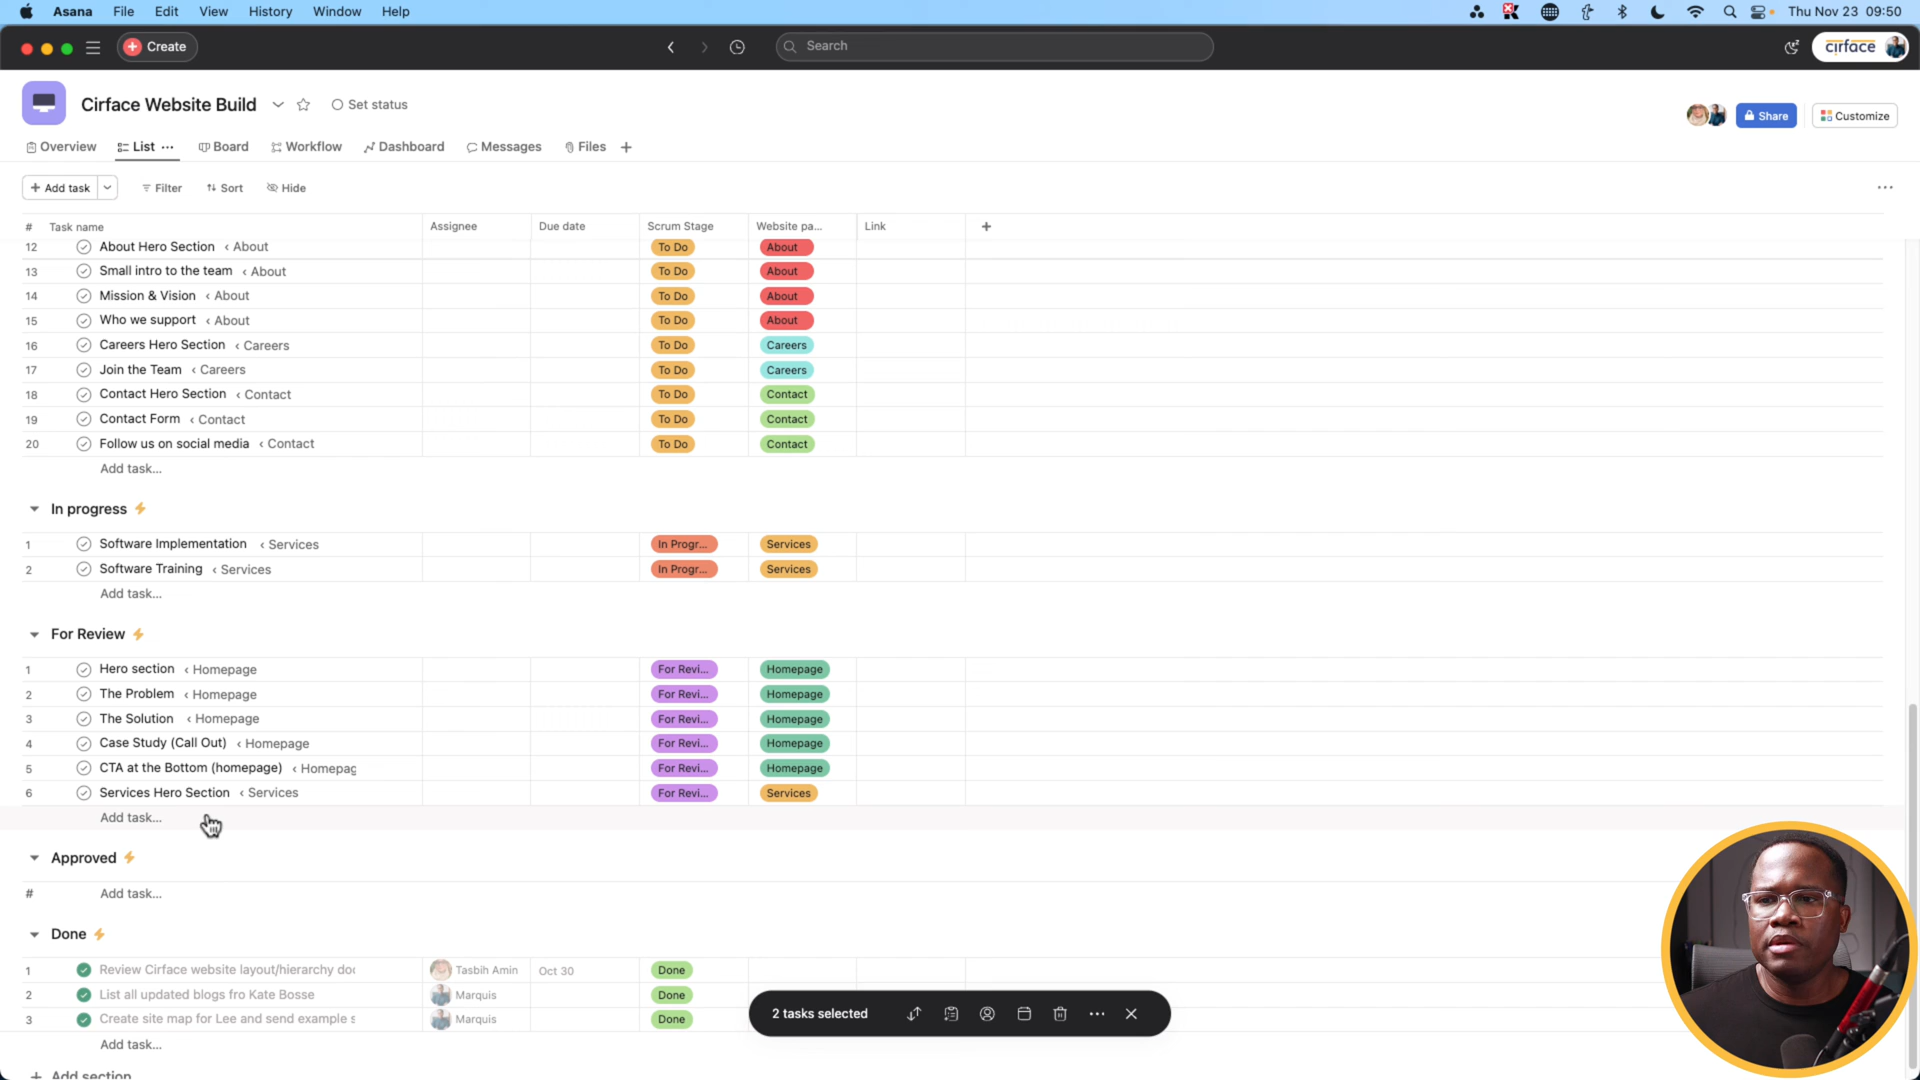 Asana File Edit View History Window Help Thu Nov 23 09:50
Create Search cirface
Cirface Website Build Set status
Share Customize
Overview List Board Workflow Dashboard Messages Files
Add task Filter Sort Hide
# Task name Assignee Due date Scrum Stage Website pa... Link
12 About Hero Section ‹ About To Do About
13 Small intro to the team ‹ About To Do About
14 Mission & Vision ‹ About To Do About
15 Who we support ‹ About To Do About
16 Careers Hero Section ‹ Careers To Do Careers
17 Join the Team ‹ Careers To Do Careers
18 Contact Hero Section ‹ Contact To Do Contact
19 Contact Form ‹ Contact To Do Contact
20 Follow us on social media ‹ Contact To Do Contact
Add task...
In progress
1 Software Implementation ‹ Services In Progr... Services
2 Software Training ‹ Services In Progr... Services
Add task...
For Review
1 Hero section ‹ Homepage For Revi... Homepage
2 The Problem ‹ Homepage For Revi... Homepage
3 The Solution ‹ Homepage For Revi... Homepage
4 Case Study (Call Out) ‹ Homepage For Revi... Homepage
5 CTA at the Bottom (homepage) ‹ Homepag For Revi... Homepage
6 Services Hero Section ‹ Services For Revi... Services
Add task...
Approved
# Add task...
Done
1 Review Cirface website layout/hierarchy doc Tasbih Amin Oct 30 Done
2 List all updated blogs fro Kate Bosse Marquis Done
3 Create site map for Lee and send example s Marquis Done
2 tasks selected
Add task...
Add section